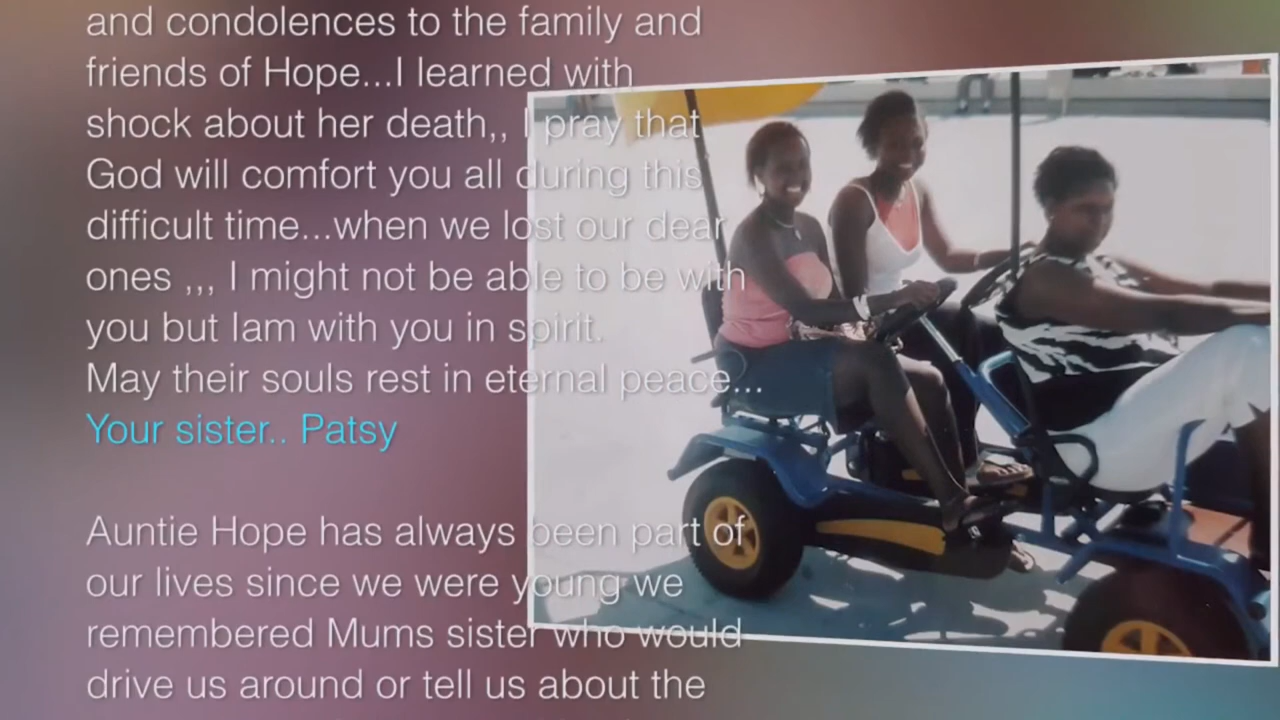 and condolences to the family and
friends of Hope...I learned with
shock about her death,, I pray that
God will comfort you all during this
difficult time...when we lost our dear
ones ,,, I might not be able to be with
you but Iam with you in spirit.
May their souls rest in eternal peace...
Your sister.. Patsy
Auntie Hope has always been part of
our lives since we were young we
remembered Mums sister who would
drive us around or tell us about the